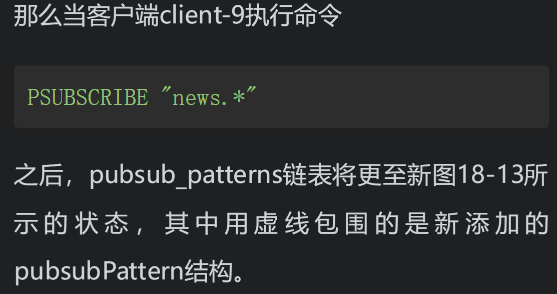 那么当客户端client-9执行命令
PSUBSCRIBE "news.*"
之后，pubsub_patterns链表将更至新图18-13所
示的状态，其中用虚线包围的是新添加的
pubsubPattern结构。